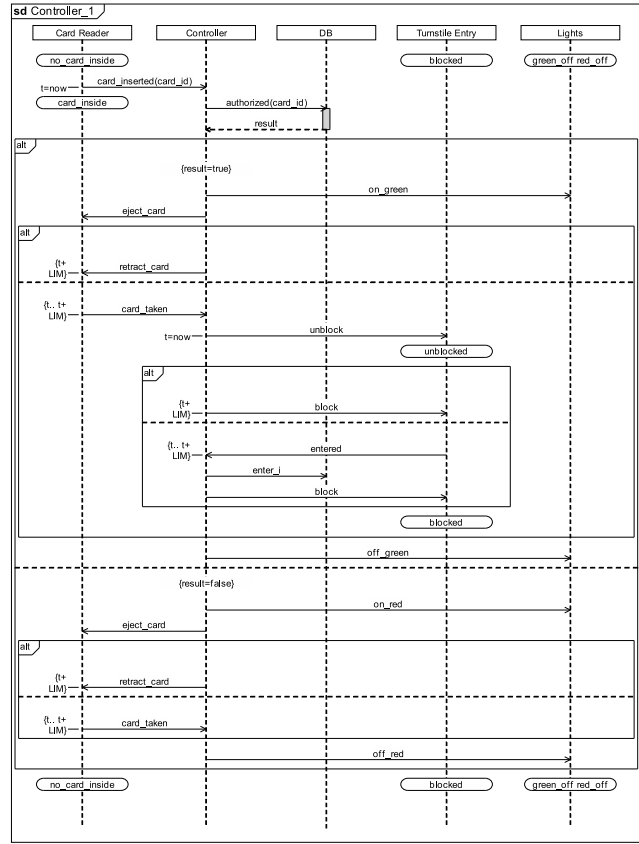 sd Controller_1
Card Reader Controller DB Turnstile Entry Lights
no_card_inside blocked green_off red_off
t=now card_inserted(card_id)
card_inside authorized(card_id)
result
alt
{result=true}
on_green
eject_card
alt
{t+
LIM} retract_card
{t.. t+
LIM} card_taken
t=now unblock
unblocked
alt
{t+
LIM} block
{t.. t+
LIM} entered
enter_i
block
blocked
off_green
{result=false}
on_red
eject_card
alt
{t+
LIM} retract_card
{t.. t+
LIM} card_taken
off_red
no_card_inside blocked green_off red_off